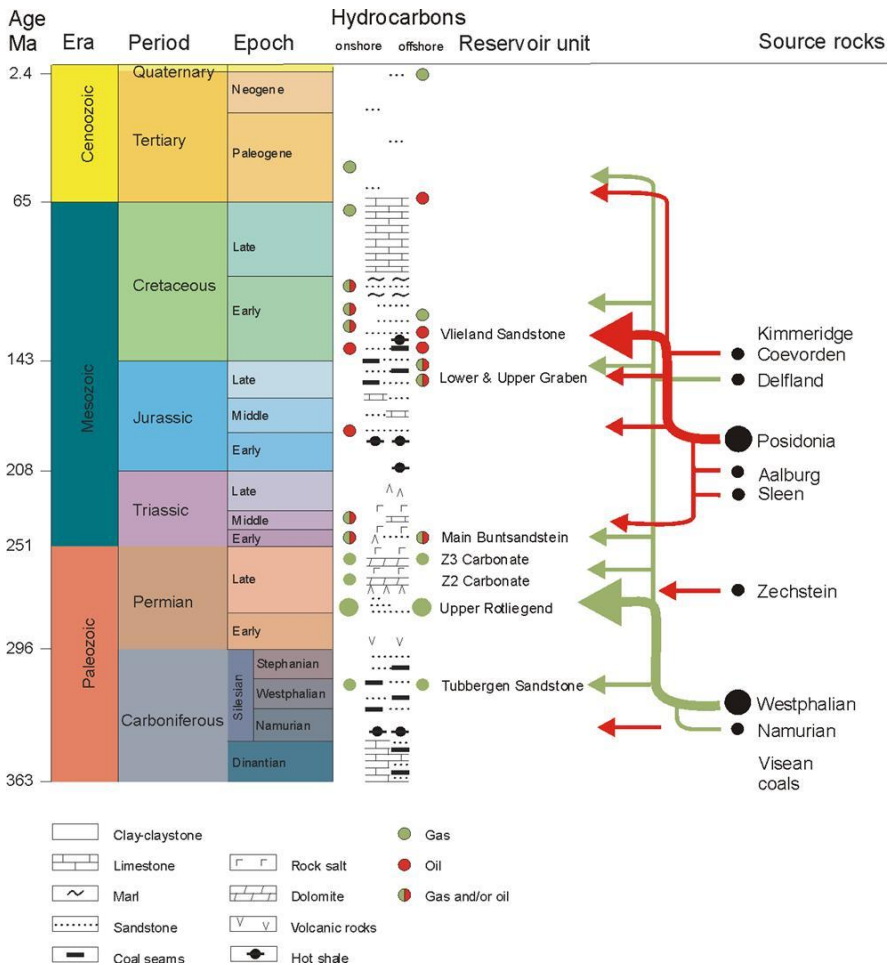 Age
Ma
Era
Period
Epoch
Hydrocarbons
onshore
offshore
Reservoir unit
Source rocks
2.4
65
143
208
251
296
363
Cenoozoic
Mesozoic
Paleozoic
Quaternary
Tertiary
Cretaceous
Jurassic
Triassic
Permian
Carboniferous
Neogene
Paleogene
Late
Early
Late
Middle
Early
Late
Middle
Early
Late
Early
Silesian
Stephanian
Westphalian
Namurian
Dinantian
Vlieland Sandstone
Lower & Upper Graben
Main Buntsandstein
Z3 Carbonate
Z2 Carbonate
Upper Rotliegend
Tubbergen Sandstone
Kimmeridge
Coevorden
Delfland
Posidonia
Aalburg
Sleen
Zechstein
Westphalian
Namurian
Visean
coals
Clay-claystone
Limestone
Marl
Sandstone
Coal seams
Rock salt
Dolomite
Volcanic rocks
Hot shale
Gas
Oil
Gas and/or oil